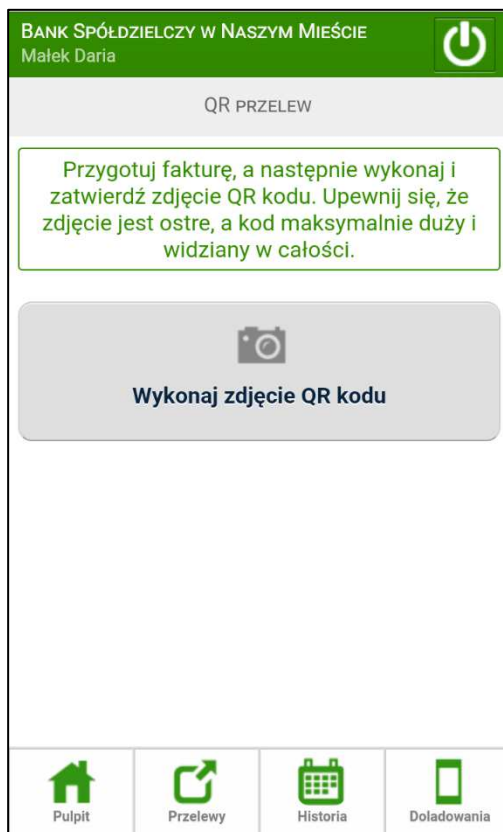 Bank Spółdzielczy w Naszym Mieście
Małek Daria
QR przelew
Przygotuj fakturę, a następnie wykonaj i
zatwierdź zdjęcie QR kodu. Upewnij się, że
zdjęcie jest ostre, a kod maksymalnie duży i
widziany w całości.
Wykonaj zdjęcie QR kodu
Pulpit Przelewy Historia Doladowania